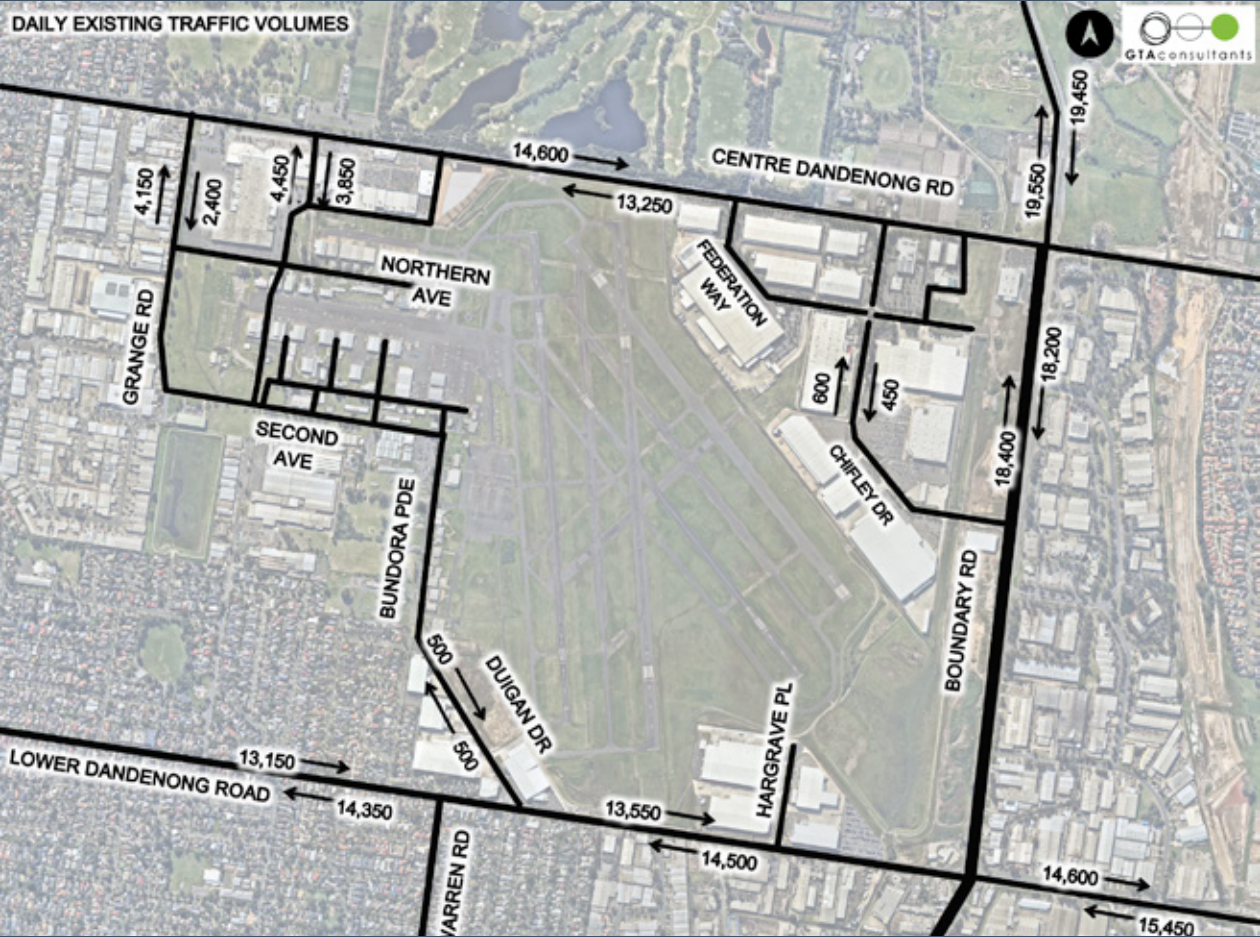 DAILY EXISTING TRAFFIC VOLUMES
GTAconsultants
19,450
19,550
14,600
CENTRE DANDENONG RD
13,250
4,150
2,400
4,450
3,850
NORTHERN
AVE
FEDERATION
WAY
GRANGE RD
600
450
18,200
18,400
SECOND
AVE
CHIFLEY DR
BUNDORA PDE
BOUNDARY RD
500
DUIGAN DR
500
HARGRAVE PL
13,150
LOWER DANDENONG ROAD
14,350
13,550
14,500
WARREN RD
14,600
15,450